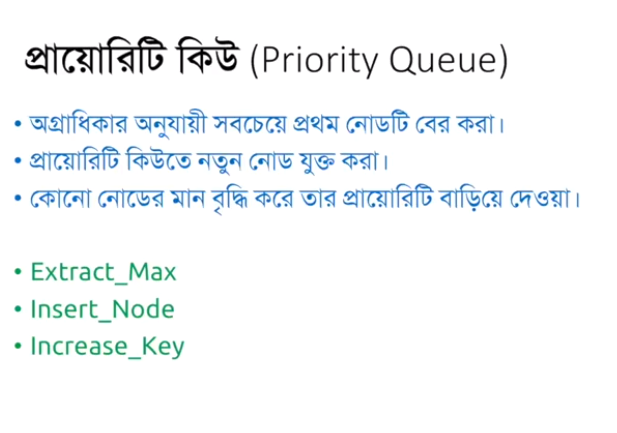 প্রায়োরিটি কিউ (Priority Queue)
• অগ্রাধিকার অনুযায়ী সবচেয়ে প্রথম নোডটি বের করা।
• প্রায়োরিটি কিউতে নতুন নোড যুক্ত করা।
• কোনো নোডের মান বৃদ্ধি করে তার প্রায়োরিটি বাড়িয়ে দেওয়া।
• Extract_Max
• Insert_Node
• Increase_Key